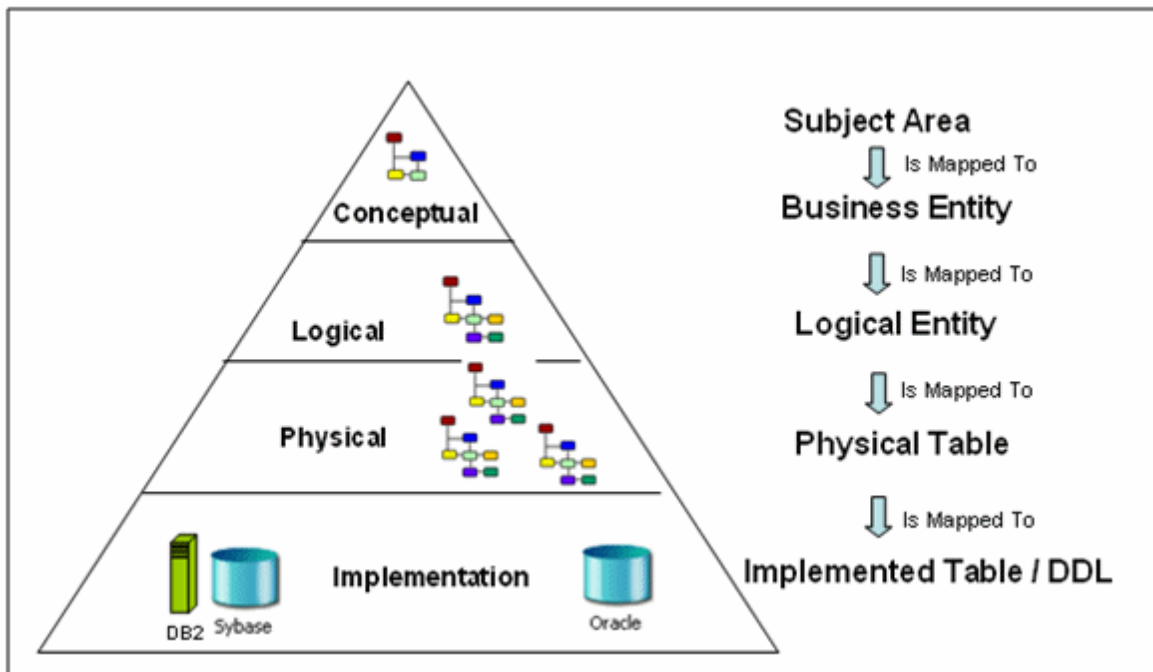 Conceptual
Logical
Physical
Implementation
DB2
Sybase
Oracle
Subject Area
Is Mapped To
Business Entity
Is Mapped To
Logical Entity
Is Mapped To
Physical Table
Is Mapped To
Implemented Table / DDL